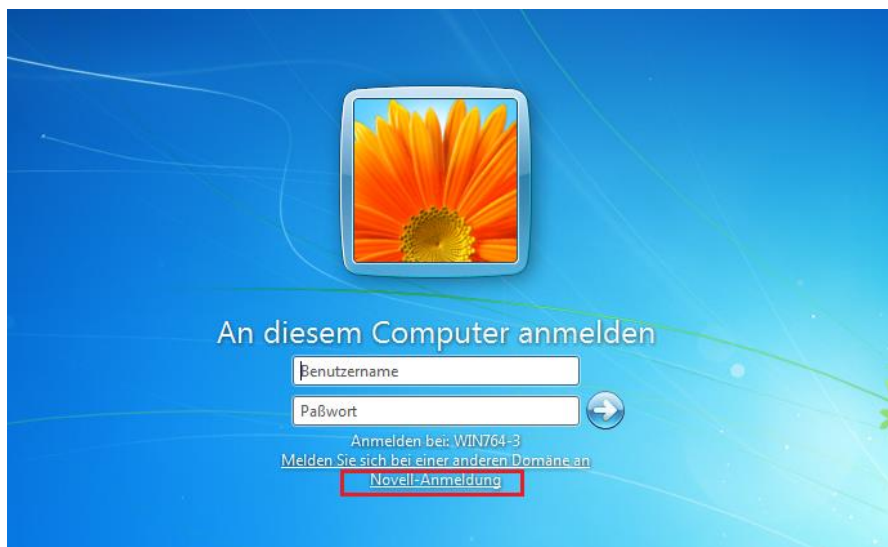 An diesem Computer anmelden
Benutzername
Paßwort
Anmelden bei: WIN764-3
Melden Sie sich bei einer anderen Domäne an
Novell-Anmeldung